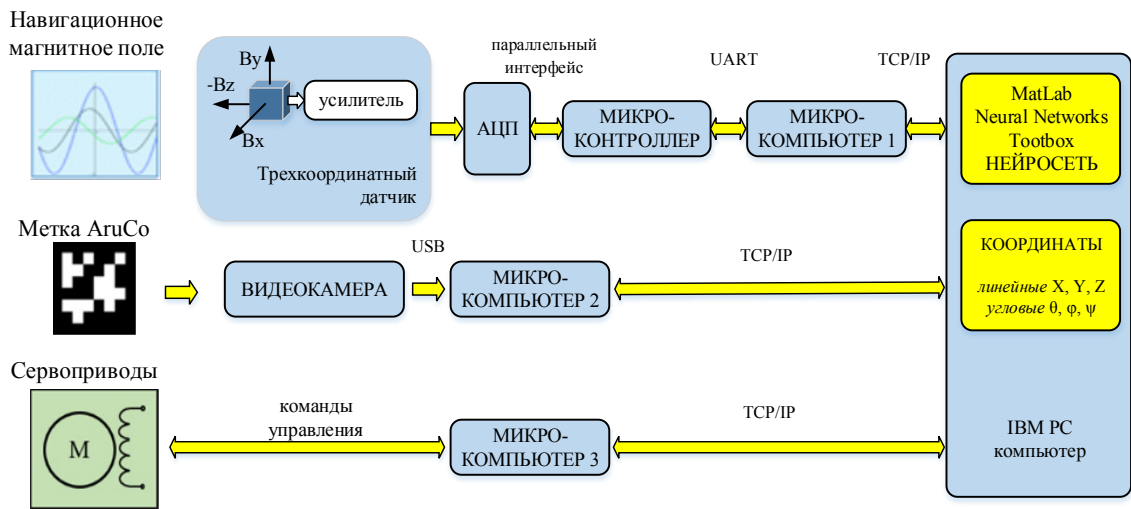 Навигационное
магнитное поле
By
-Bz
Bx
усилитель
Трехкоординатный
датчик
параллельный
интерфейс
АЦП
МИКРО-
КОНТРОЛЛЕР
UART
МИКРО-
КОМПЬЮТЕР 1
TCP/IP
MatLab
Neural Networks
Tootbox
НЕЙРОСЕТЬ
Метка AruCo
ВИДЕОКАМЕРА
USB
МИКРО-
КОМПЬЮТЕР 2
TCP/IP
КООРДИНАТЫ
линейные X, Y, Z
угловые θ, φ, ψ
Сервоприводы
M
команды
управления
МИКРО-
КОМПЬЮТЕР 3
TCP/IP
IBM PC
компьютер